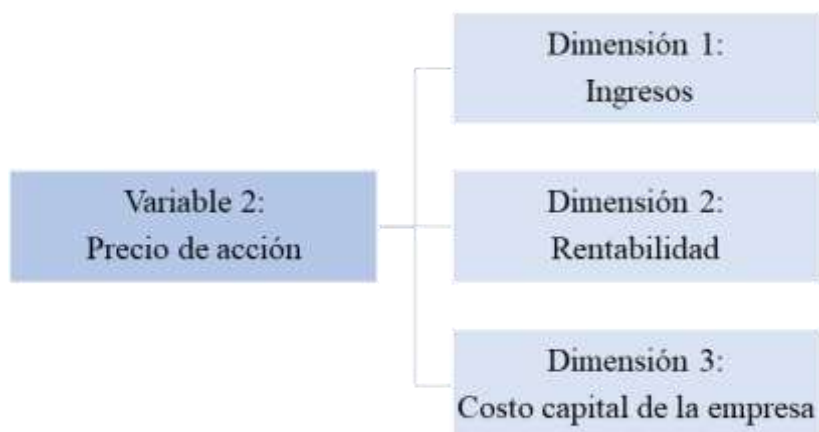 Dimensión 1:
Ingresos
Variable 2:
Precio de acción
Dimensión 2:
Rentabilidad
Dimensión 3:
Costo capital de la empresa